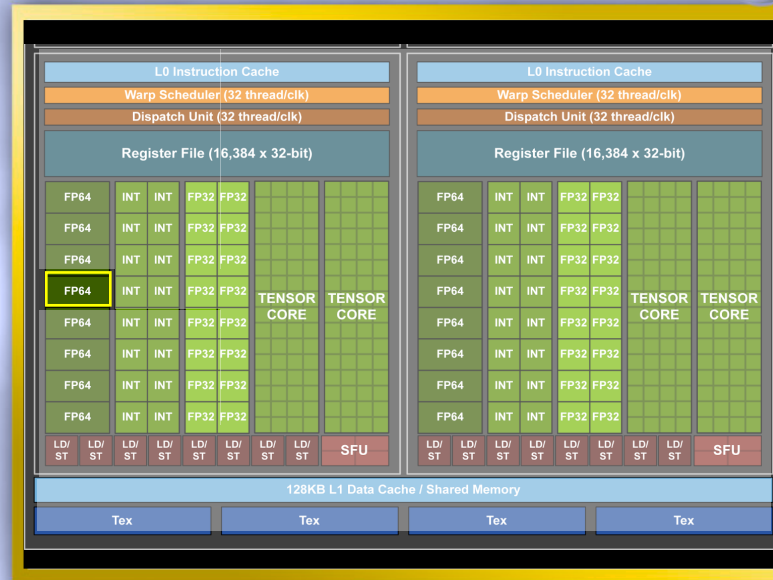 L0 Instruction Cache L0 Instruction Cache
Warp Scheduler (32 thread/clk) Warp Scheduler (32 thread/clk)
Dispatch Unit (32 thread/clk) Dispatch Unit (32 thread/clk)
Register File (16,384 x 32-bit) Register File (16,384 x 32-bit)
FP64 INT INT FP32 FP32 FP64 INT INT FP32 FP32
FP64 INT INT FP32 FP32 FP64 INT INT FP32 FP32
FP64 INT INT FP32 FP32 FP64 INT INT FP32 FP32
FP64 INT INT FP32 FP32 TENSOR TENSOR FP64 INT INT FP32 FP32 TENSOR TENSOR
CORE CORE CORE CORE
FP64 INT INT FP32 FP32 FP64 INT INT FP32 FP32
FP64 INT INT FP32 FP32 FP64 INT INT FP32 FP32
FP64 INT INT FP32 FP32 FP64 INT INT FP32 FP32
FP64 INT INT FP32 FP32 FP64 INT INT FP32 FP32
LD/ LD/ LD/ LD/ LD/ LD/ LD/ LD/ SFU LD/ LD/ LD/ LD/ LD/ LD/ LD/ LD/ SFU
ST ST ST ST ST ST ST ST ST ST ST ST ST ST ST ST
128KB L1 Data Cache / Shared Memory
Tex Tex Tex Tex